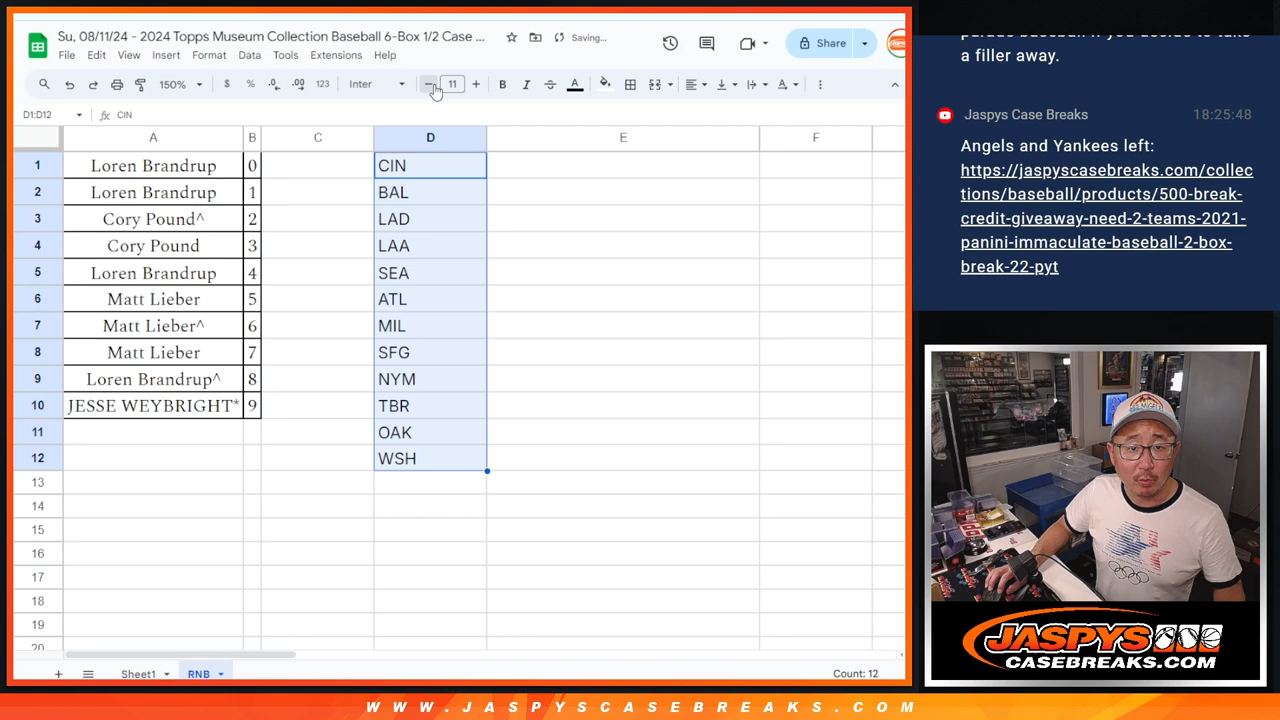 Su, 08/11/24 - 2024 Topps Museum Collection Baseball 6-Box 1/2 Case ...
Saving...
File Edit View Insert Format Data Tools Extensions Help
Share
150% $ % .0 .00 123 Inter 11 B I A
D1:D12 fx CIN
A B C D E F
1 Loren Brandrup 0 CIN
2 Loren Brandrup 1 BAL
3 Cory Pound^ 2 LAD
4 Cory Pound 3 LAA
5 Loren Brandrup 4 SEA
6 Matt Lieber 5 ATL
7 Matt Lieber^ 6 MIL
8 Matt Lieber 7 SFG
9 Loren Brandrup^ 8 NYM
10 JESSE WEYBRIGHT* 9 TBR
11 OAK
12 WSH
13
14
15
16
17
18
19
20
Sheet1 RNB Count: 12
a filler away.
Jaspys Case Breaks 18:25:48
Angels and Yankees left:
https://jaspyscasebreaks.com/collec
tions/baseball/products/500-break-
credit-giveaway-need-2-teams-2021-
panini-immaculate-baseball-2-box-
break-22-pyt
JASPYS
CASEBREAKS.COM
WWW.JASPYSCASEBREAKS.COM